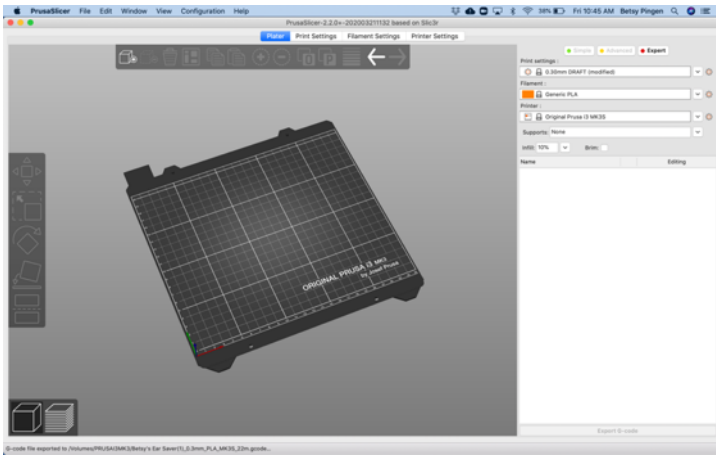 PrusaSlicer File Edit Window View Configuration Help 38% Fri 10:45 AM Betsy Pingen
PrusaSlicer-2.2.0+-202003211132 based on Slic3r
Plater Print Settings Filament Settings Printer Settings
Simple Advanced Expert
Print settings :
0.30mm DRAFT (modified)
Filament :
Generic PLA
Printer :
Original Prusa i3 MK3S
Supports: None
Infill: 10% Brim:
Name Editing
ORIGINAL PRUSA i3 MK3
by Josef Prusa
Export G-code
G-code file exported to /Volumes/PRUSAI3MK3/Betsy's Ear Saver(1)_0.3mm_PLA_MK3S_22m.gcode...